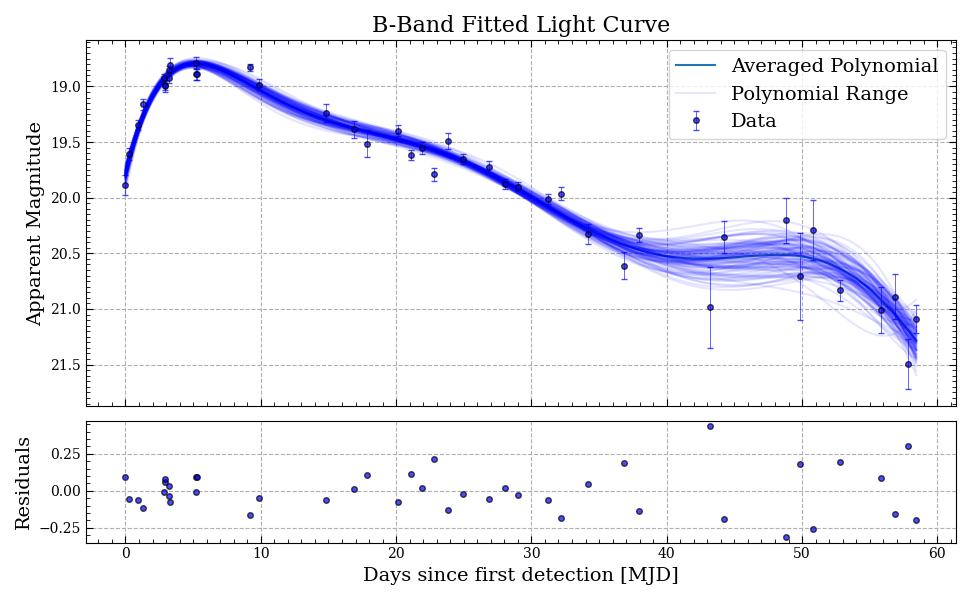 B-Band Fitted Light Curve
Apparent Magnitude
19.0
19.5
20.0
20.5
21.0
21.5
Averaged Polynomial
Polynomial Range
Data
Residuals
0.25
0.00
−0.25
0 10 20 30 40 50 60
Days since first detection [MJD]